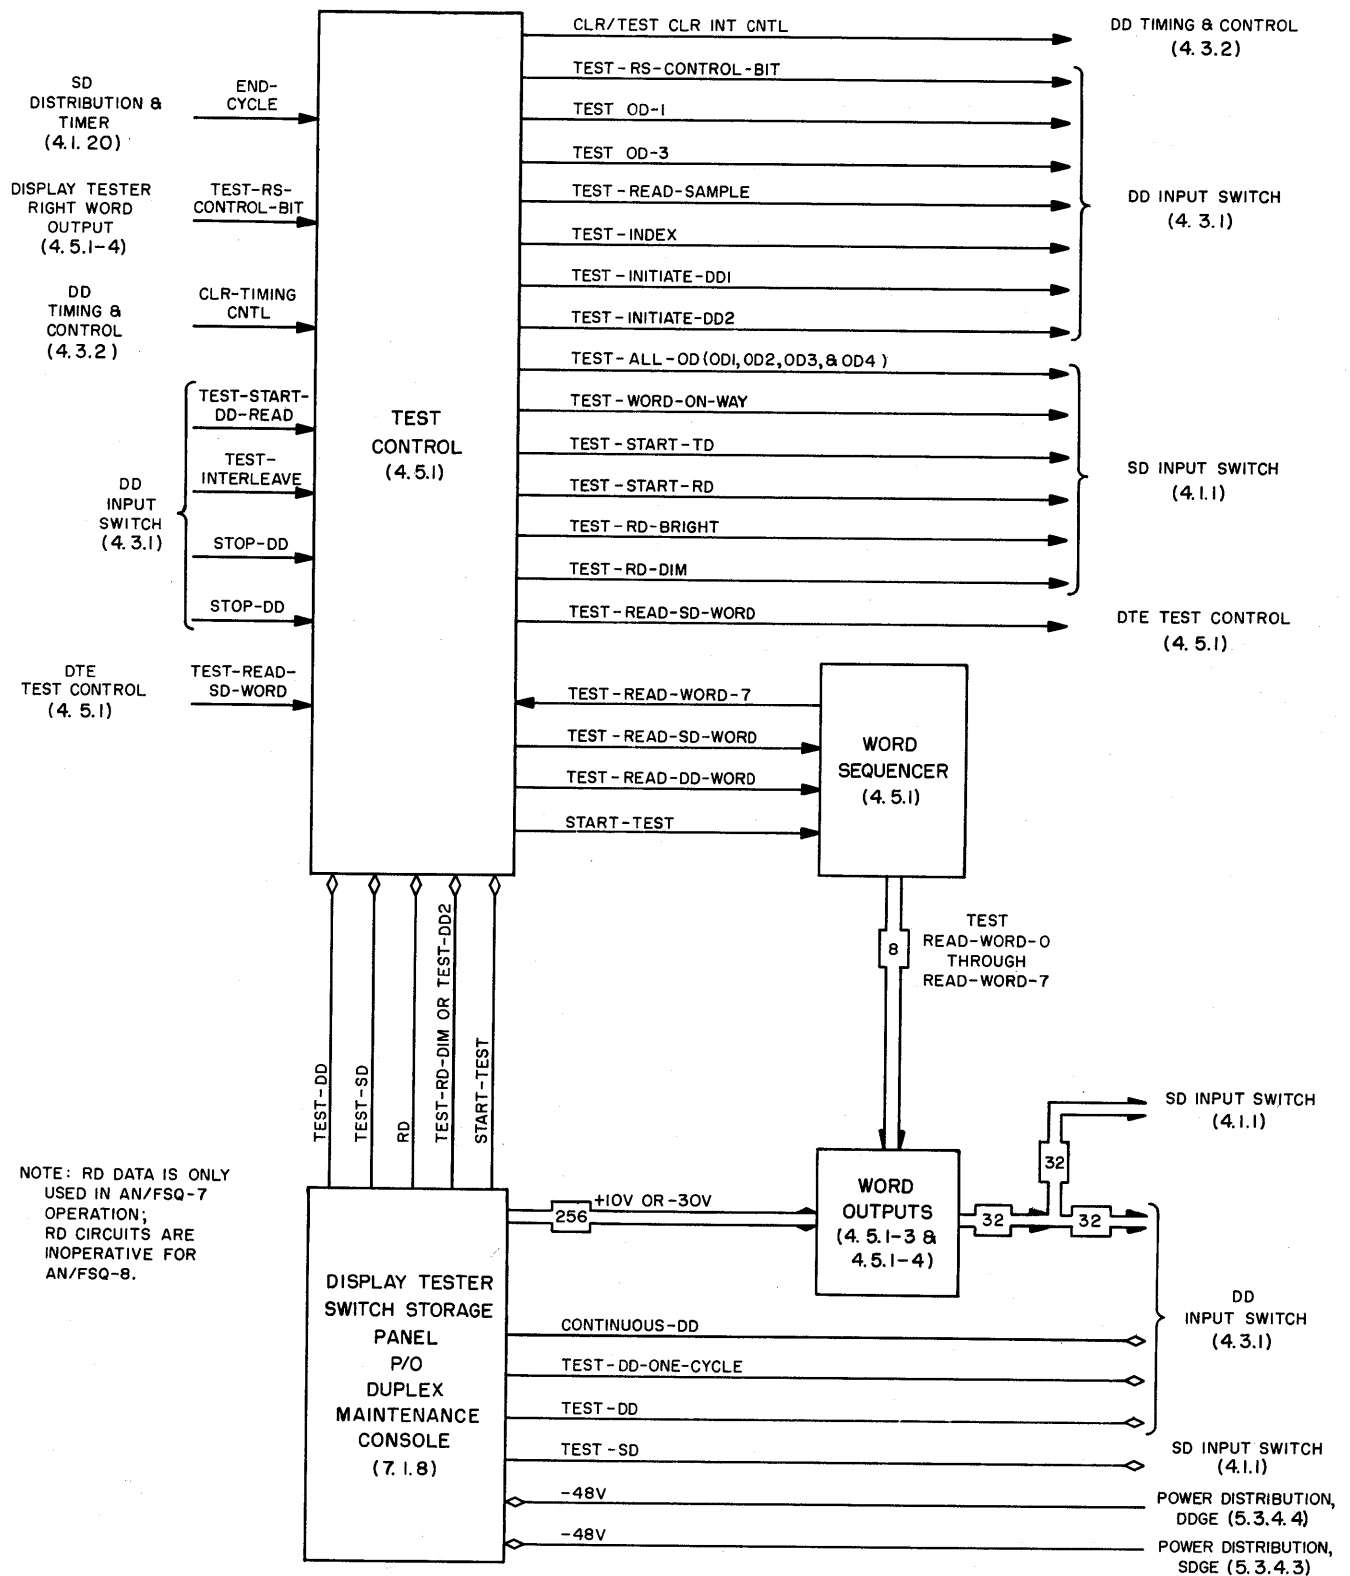 CLR/TEST CLR INT CNTL
DD TIMING & CONTROL
(4.3.2)
TEST-RS-CONTROL-BIT
TEST OD-1
TEST OD-3
TEST-READ-SAMPLE
TEST-INDEX
TEST-INITIATE-DD1
TEST-INITIATE-DD2
DD INPUT SWITCH
(4.3.1)
SD
DISTRIBUTION &
TIMER
(4.1.20)
END-
CYCLE
DISPLAY TESTER
RIGHT WORD
OUTPUT
(4.5.1-4)
TEST-RS-
CONTROL-BIT
DD
TIMING &
CONTROL
(4.3.2)
CLR-TIMING
CNTL
DD
INPUT
SWITCH
(4.3.1)
TEST-START-
DD-READ
TEST-
INTERLEAVE
STOP-DD
STOP-DD
DTE
TEST CONTROL
(4.5.1)
TEST-READ-
SD-WORD
TEST
CONTROL
(4.5.1)
TEST-ALL-OD(OD1,OD2,OD3,& OD4)
TEST-WORD-ON-WAY
TEST-START-TD
TEST-START-RD
TEST-RD-BRIGHT
TEST-RD-DIM
SD INPUT SWITCH
(4.1.1)
TEST-READ-SD-WORD
DTE TEST CONTROL
(4.5.1)
TEST-READ-WORD-7
TEST-READ-SD-WORD
TEST-READ-DD-WORD
START-TEST
WORD
SEQUENCER
(4.5.1)
8
TEST
READ-WORD-0
THROUGH
READ-WORD-7
TEST-DD
TEST-SD
RD
TEST-RD-DIM OR TEST-DD2
START-TEST
NOTE: RD DATA IS ONLY
USED IN AN/FSQ-7
OPERATION;
RD CIRCUITS ARE
INOPERATIVE FOR
AN/FSQ-8.
DISPLAY TESTER
SWITCH STORAGE
PANEL
P/O
DUPLEX
MAINTENANCE
CONSOLE
(7.1.8)
256
+10V OR -30V
WORD
OUTPUTS
(4.5.1-3 &
4.5.1-4)
32
32
32
SD INPUT SWITCH
(4.1.1)
DD
INPUT SWITCH
(4.3.1)
CONTINUOUS-DD
TEST-DD-ONE-CYCLE
TEST-DD
TEST-SD
SD INPUT SWITCH
(4.1.1)
-48V
POWER DISTRIBUTION,
DDGE (5.3.4.4)
-48V
POWER DISTRIBUTION,
SDGE (5.3.4.3)